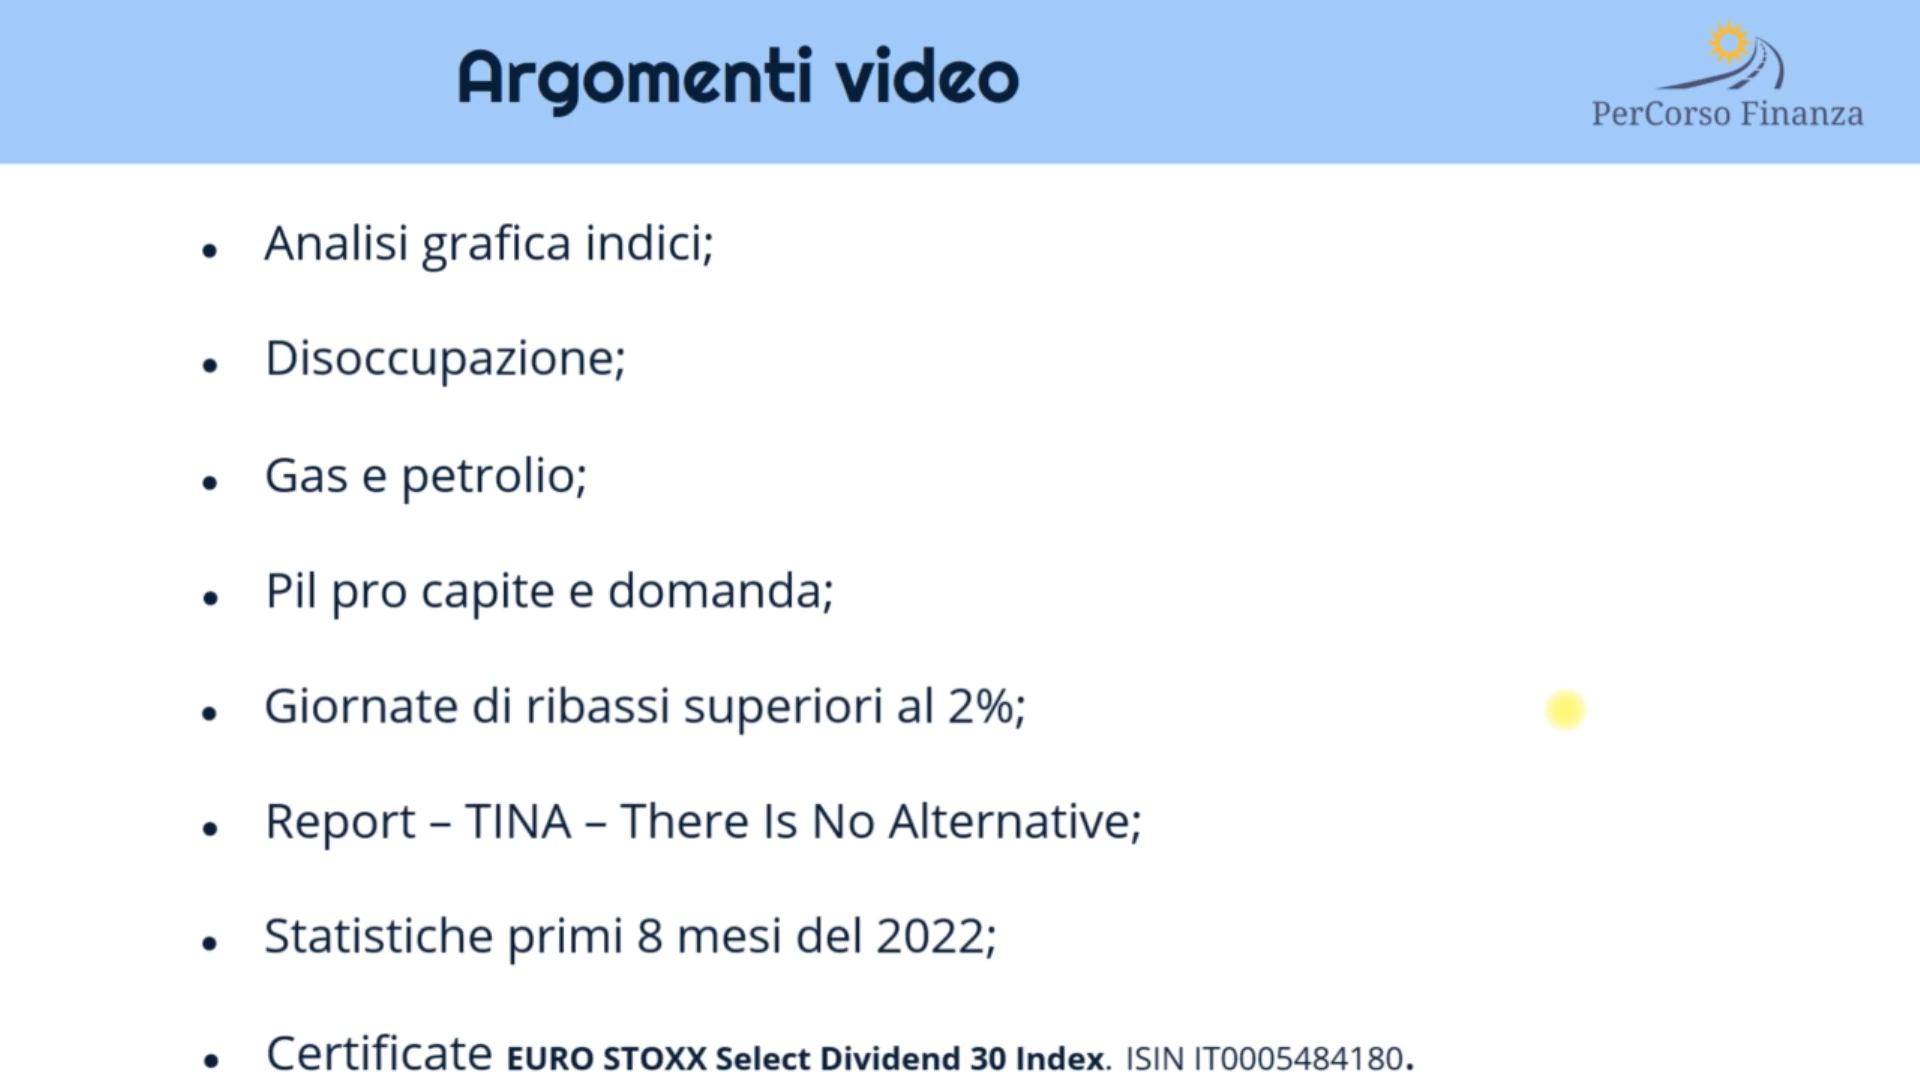 Argomenti video
PerCorso Finanza
• Analisi grafica indici;
• Disoccupazione;
• Gas e petrolio;
• Pil pro capite e domanda;
• Giornate di ribassi superiori al 2%;
• Report – TINA – There Is No Alternative;
• Statistiche primi 8 mesi del 2022;
• Certificate EURO STOXX Select Dividend 30 Index. ISIN IT0005484180.